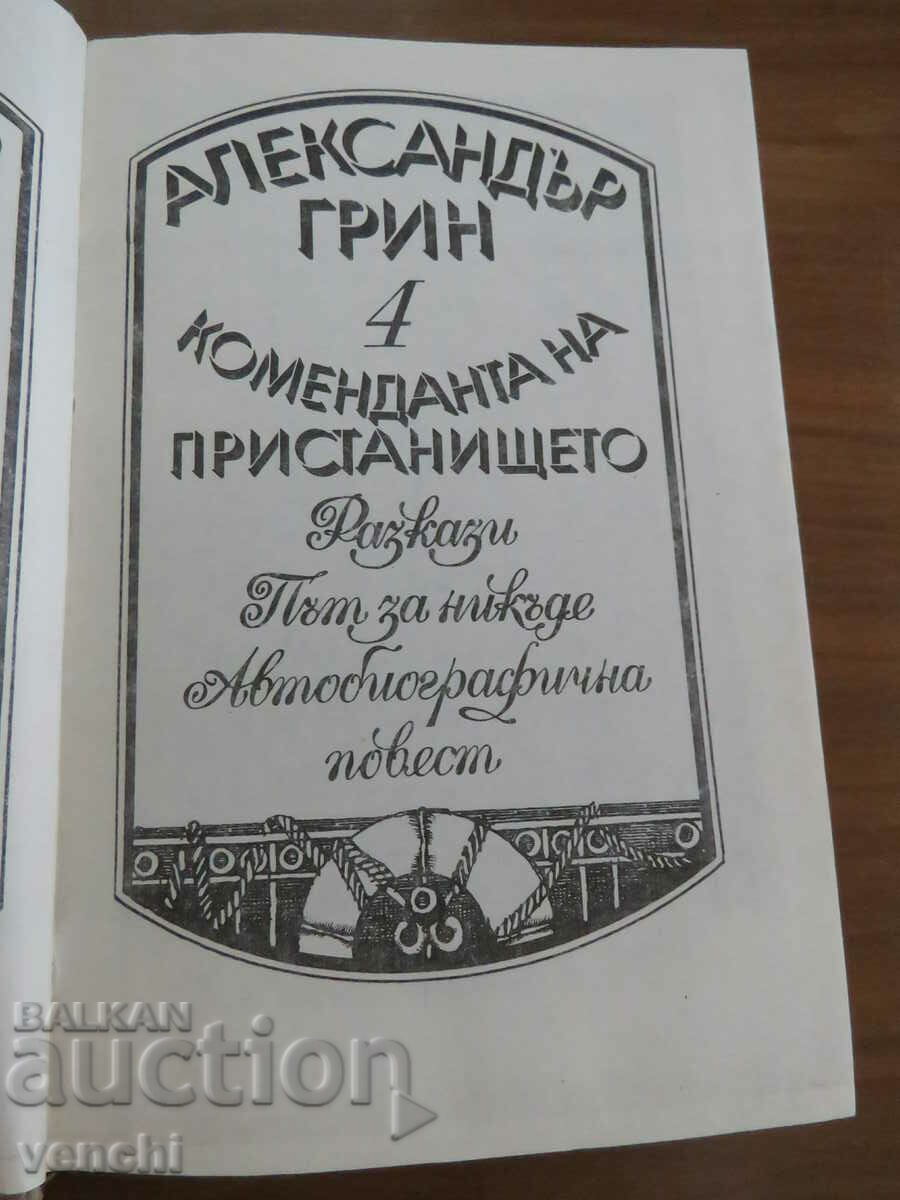 АЛЕКСАНДЪР
ГРИН
4
КОМЕНДАНТА НА
ПРИСТАНИЩЕТО
Разкази
Път за никъде
Автобиографична
повест
BALKAN
auction
venchi